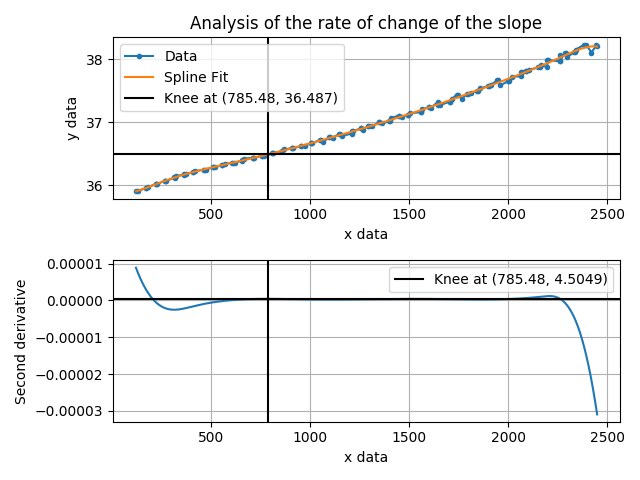 Analysis of the rate of change of the slope
Data
Spline Fit
Knee at (785.48, 36.487)
38
37
36
y data
500 1000 1500 2000 2500
x data
Knee at (785.48, 4.5049)
0.00001
0.00000
−0.00001
−0.00002
−0.00003
Second derivative
500 1000 1500 2000 2500
x data